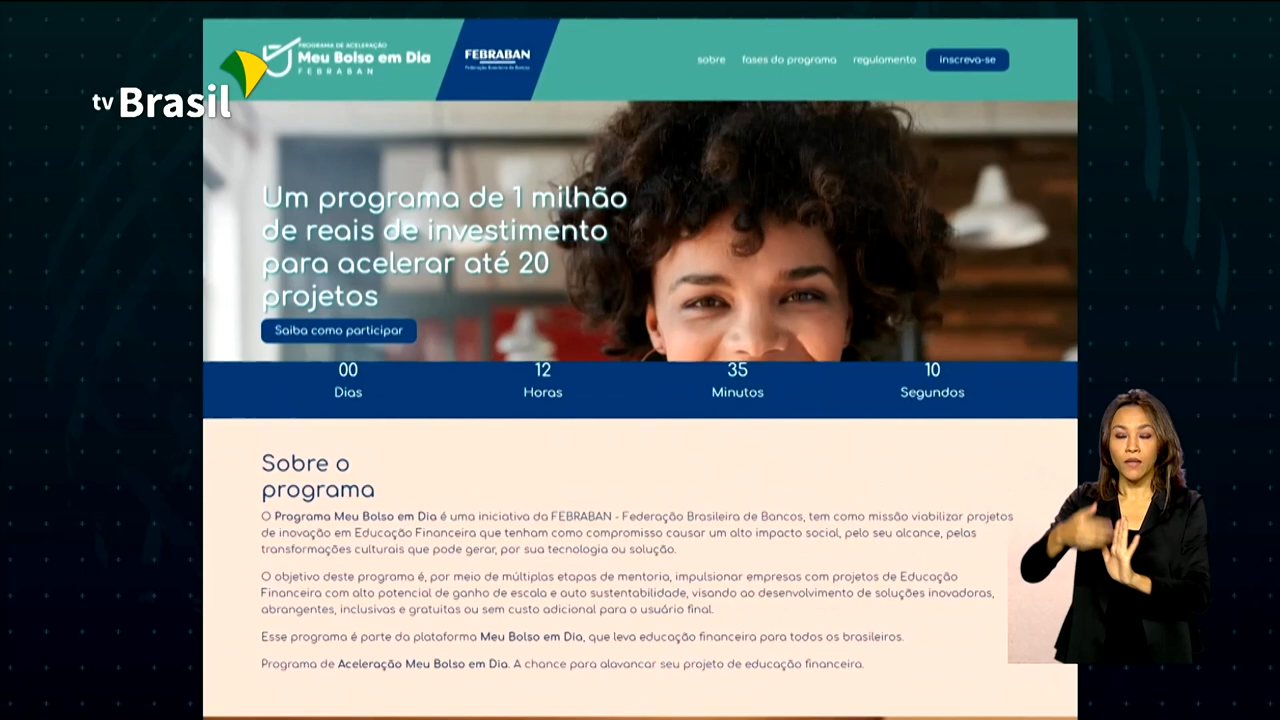 PROGRAMA DE ACELERAÇÃO
Meu Bolso em Dia
FEBRABAN
FEBRABAN
Federação Brasileira de Bancos
sobre
fases do programa
regulamento
inscreva-se
tv Brasil
Um programa de 1 milhão
de reais de investimento
para acelerar até 20
projetos
Saiba como participar
00
12
35
10
Dias
Horas
Minutos
Segundos
Sobre o
programa
O Programa Meu Bolso em Dia é uma iniciativa da FEBRABAN - Federação Brasileira de Bancos, tem como missão viabilizar projetos
de inovação em Educação Financeira que tenham como compromisso causar um alto impacto social, pelo seu alcance, pelas
transformações culturais que pode gerar, por sua tecnologia ou solução.
O objetivo deste programa é, por meio de múltiplas etapas de mentoria, impulsionar empresas com projetos de Educação
Financeira com alto potencial de ganho de escala e auto sustentabilidade, visando ao desenvolvimento de soluções inovadoras,
abrangentes, inclusivas e gratuitas ou sem custo adicional para o usuário final.
Esse programa é parte da plataforma Meu Bolso em Dia, que leva educação financeira para todos os brasileiros.
Programa de Aceleração Meu Bolso em Dia. A chance para alavancar seu projeto de educação financeira.